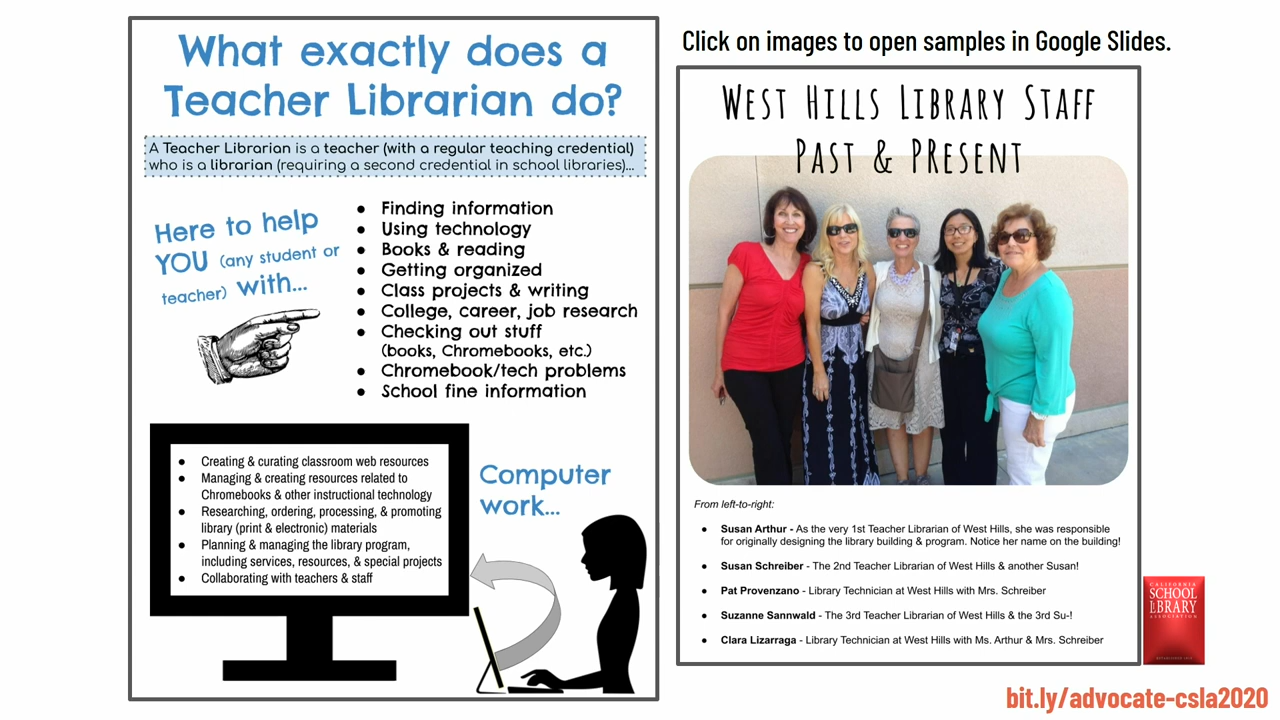 What exactly does a
Teacher Librarian do?
A Teacher Librarian is a teacher (with a regular teaching credential)
who is a librarian (requiring a second credential in school libraries)...
Here to help
YOU (any student or
teacher) with...
● Finding information
● Using technology
● Books & reading
● Getting organized
● Class projects & writing
● College, career, job research
● Checking out stuff
(books, Chromebooks, etc.)
● Chromebook/tech problems
● School fine information
● Creating & curating classroom web resources
● Managing & creating resources related to
Chromebooks & other instructional technology
● Researching, ordering, processing, & promoting
library (print & electronic) materials
● Planning & managing the library program,
including services, resources, & special projects
● Collaborating with teachers & staff
Computer
work...
Click on images to open samples in Google Slides.
West Hills Library Staff
Past & PResent
From left-to-right:
● Susan Arthur - As the very 1st Teacher Librarian of West Hills, she was responsible
for originally designing the library building & program. Notice her name on the building!
● Susan Schreiber - The 2nd Teacher Librarian of West Hills & another Susan!
● Pat Provenzano - Library Technician at West Hills with Mrs. Schreiber
● Suzanne Sannwald - The 3rd Teacher Librarian of West Hills & the 3rd Su-!
● Clara Lizarraga - Library Technician at West Hills with Ms. Arthur & Mrs. Schreiber
CALIFORNIA
SCHOOL
LIBRARY
ASSOCIATION
bit.ly/advocate-csla2020